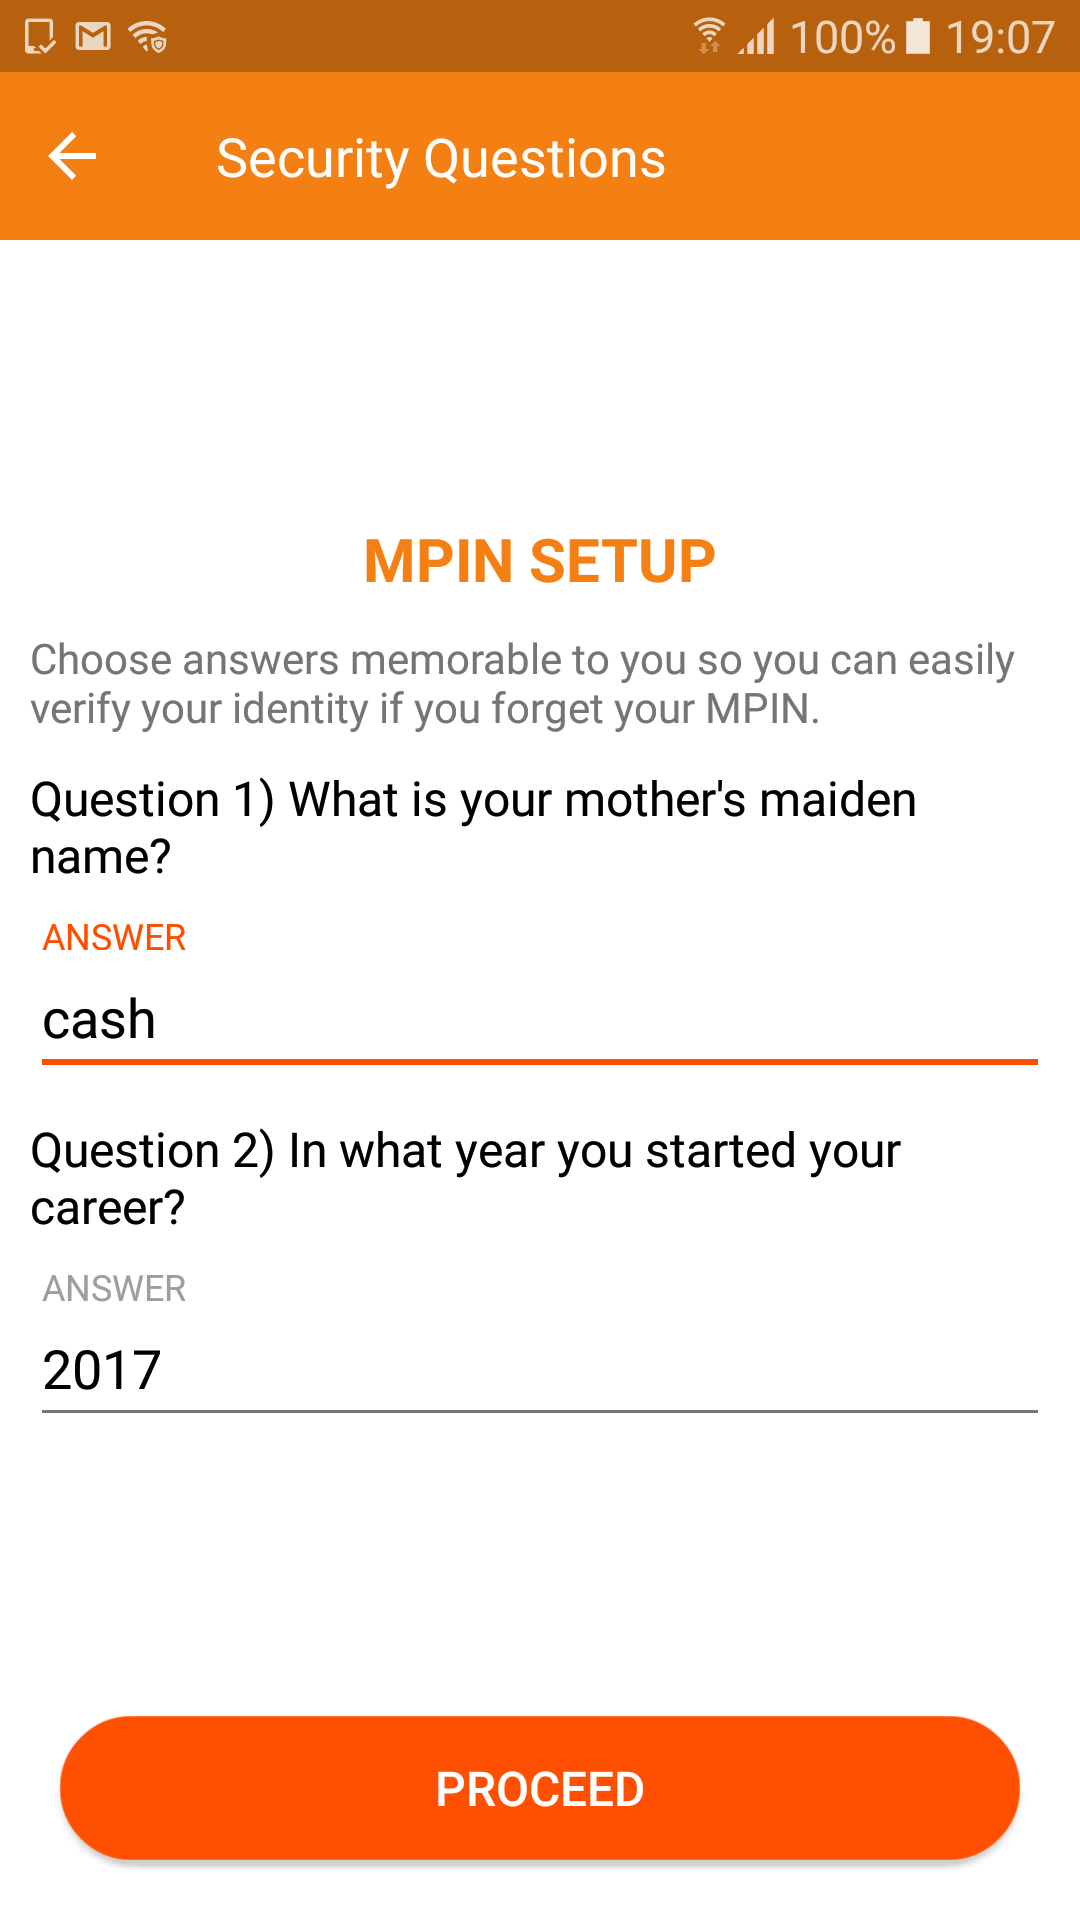 100% 19:07
Security Questions
MPIN SETUP
Choose answers memorable to you so you can easily
verify your identity if you forget your MPIN.
Question 1) What is your mother's maiden
name?
ANSWER
cash
Question 2) In what year you started your
career?
ANSWER
2017
PROCEED